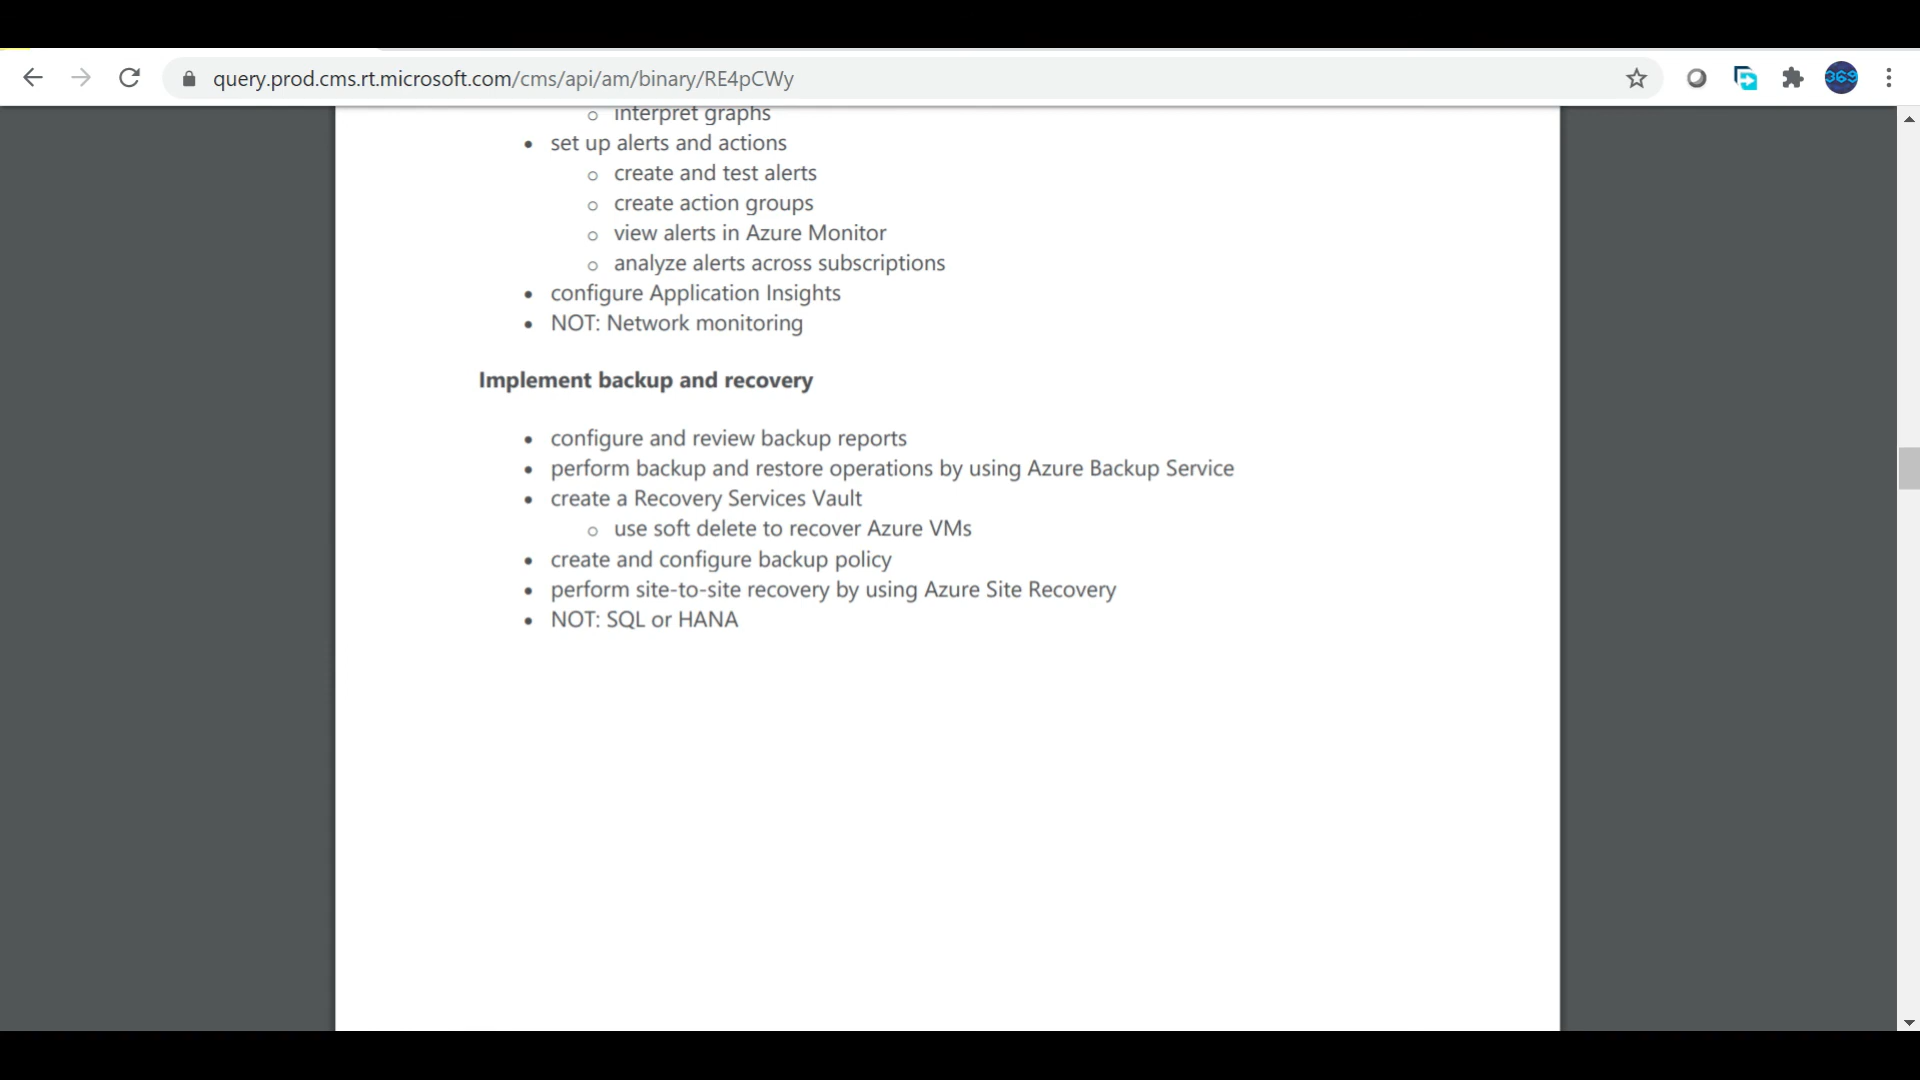 query.prod.cms.rt.microsoft.com/cms/api/am/binary/RE4pCWy
369
○ interpret graphs
• set up alerts and actions
○ create and test alerts
○ create action groups
○ view alerts in Azure Monitor
○ analyze alerts across subscriptions
• configure Application Insights
• NOT: Network monitoring
Implement backup and recovery
• configure and review backup reports
• perform backup and restore operations by using Azure Backup Service
• create a Recovery Services Vault
○ use soft delete to recover Azure VMs
• create and configure backup policy
• perform site-to-site recovery by using Azure Site Recovery
• NOT: SQL or HANA